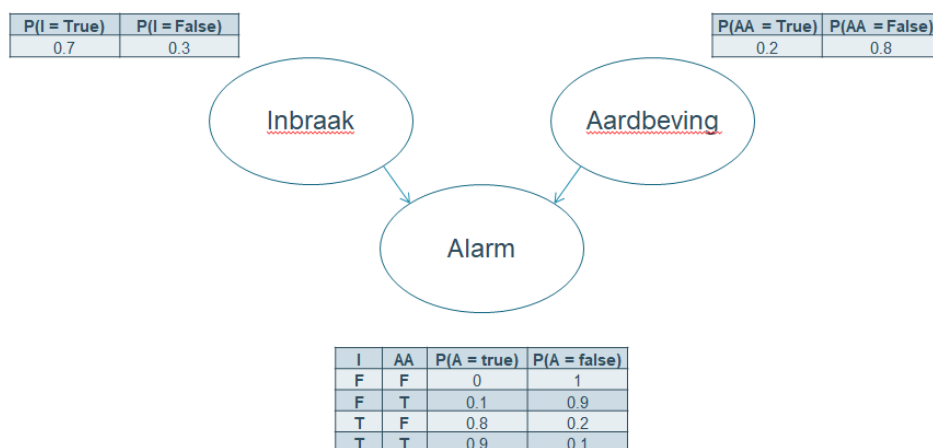 P(I = True) P(I = False) P(AA = True) P(AA = False)
0.7 0.3 0.2 0.8
Inbraak Aardbeving
Alarm
I AA P(A = true) P(A = false)
F F 0 1
F T 0.1 0.9
T F 0.8 0.2
T T 0.9 0.1